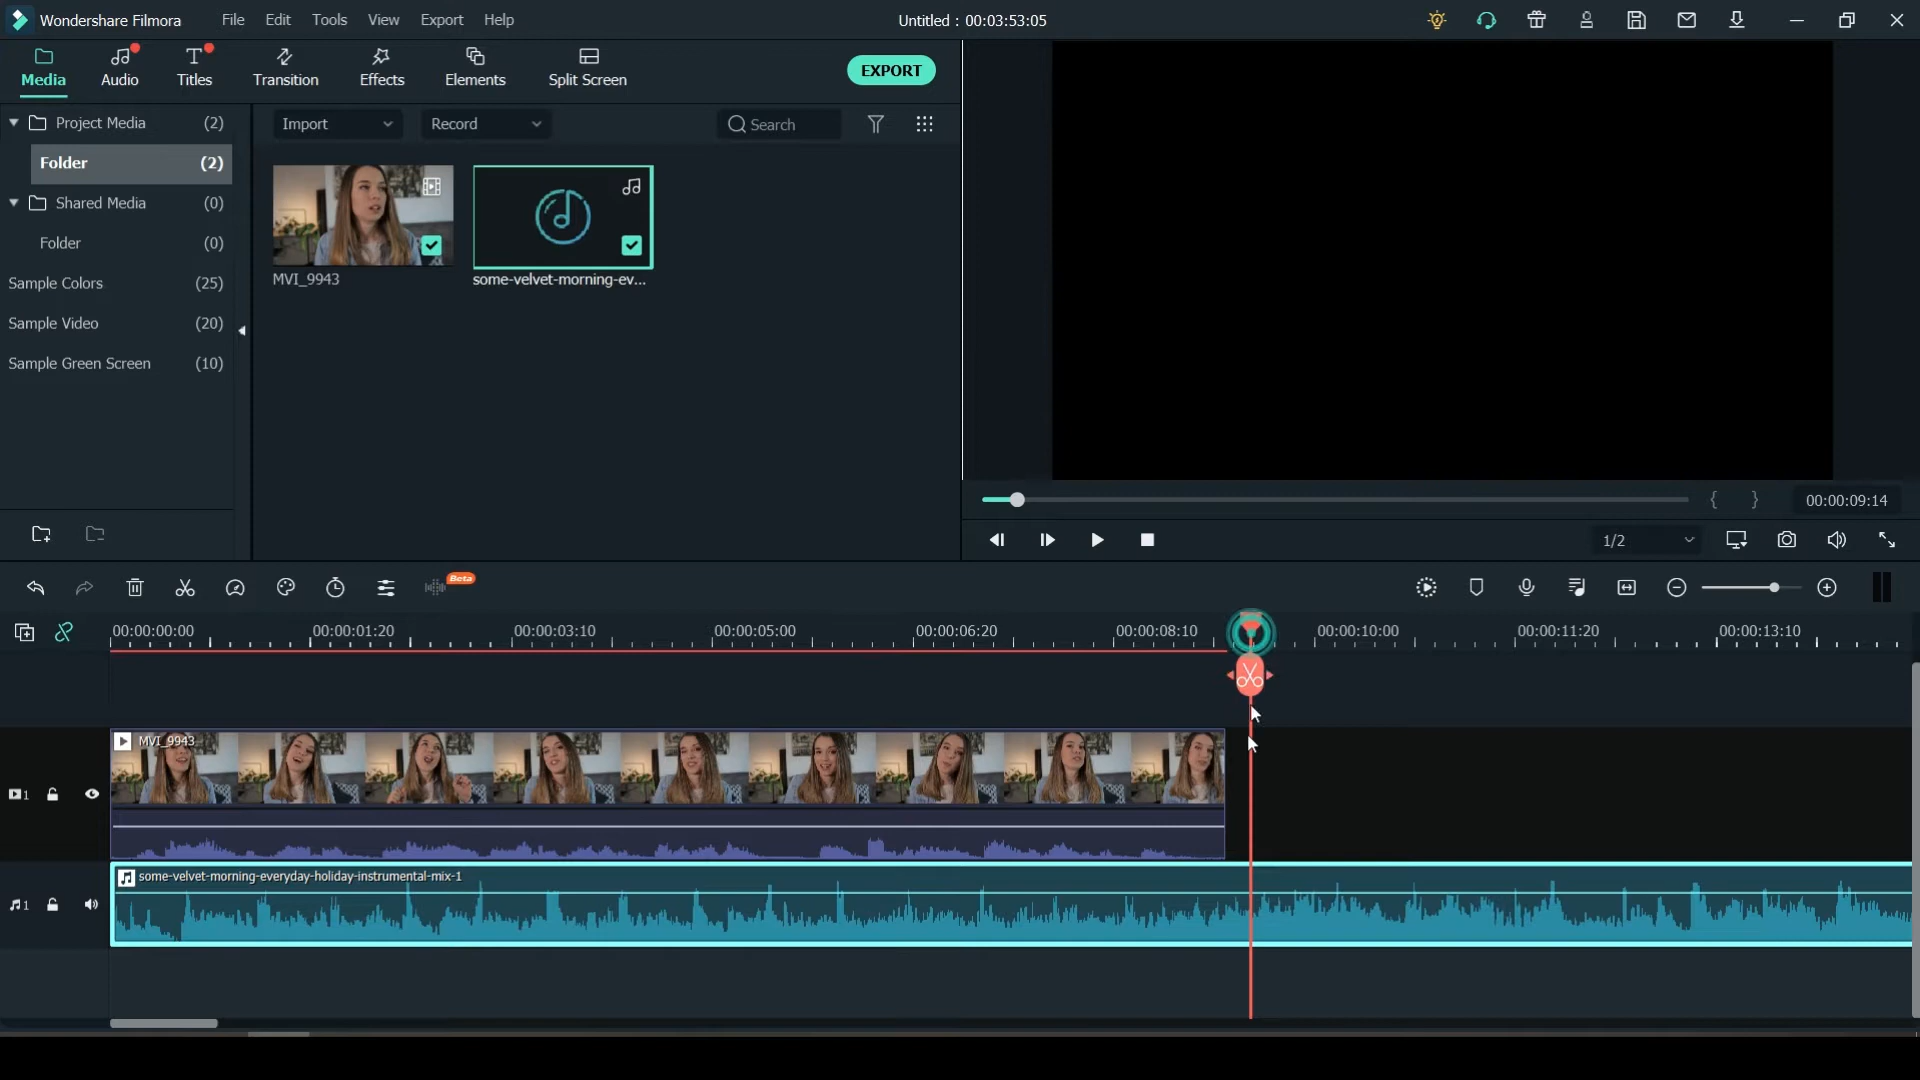 Wondershare Filmora
File
Edit
Tools
View
Export
Help
Untitled : 00:03:53:05
Media
Audio
Titles
Transition
Effects
Elements
Split Screen
EXPORT
Project Media (2)
Folder (2)
Shared Media (0)
Folder (0)
Sample Colors (25)
Sample Video (20)
Sample Green Screen (10)
Import
Record
Search
MVI_9943
some-velvet-morning-ev...
00:00:09:14
1/2
Beta
00:00:00:00
00:00:01:20
00:00:03:10
00:00:05:00
00:00:06:20
00:00:08:10
00:00:10:00
00:00:11:20
00:00:13:10
MVI_9943
1
some-velvet-morning-everyday-holiday-instrumental-mix-1
1